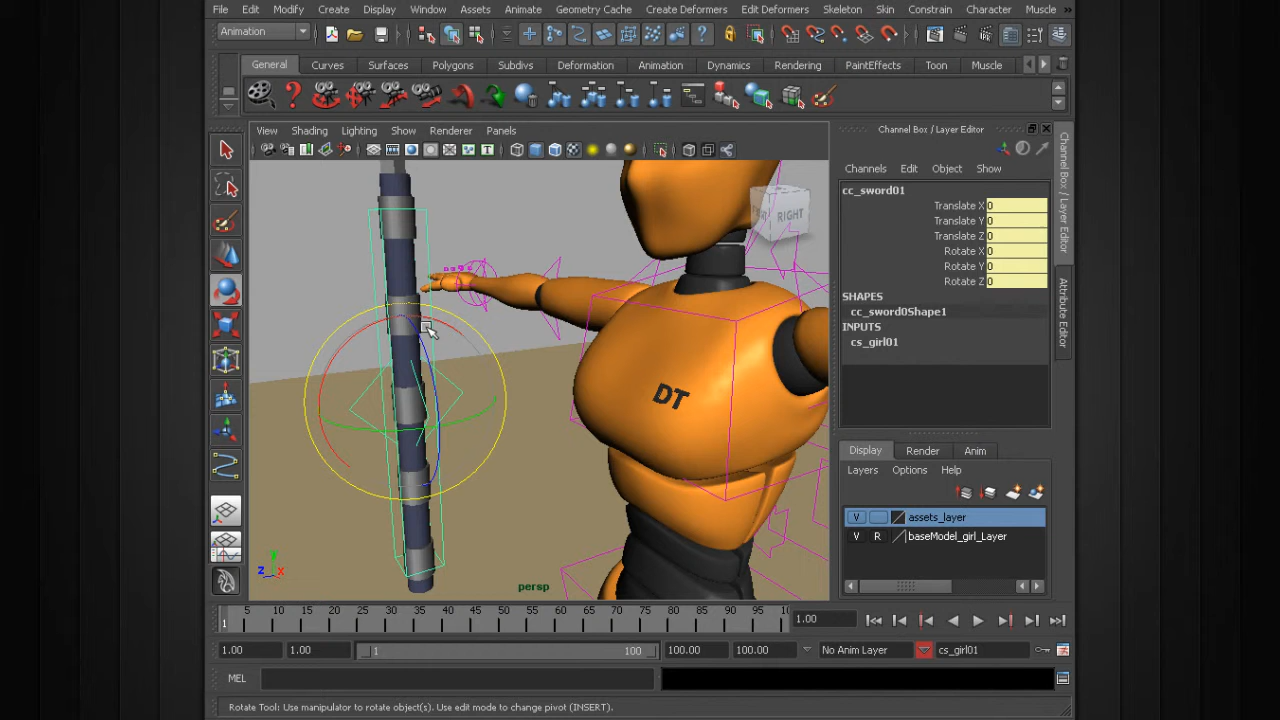 File Edit Modify Create Display Window Assets Animate Geometry Cache Create Deformers Edit Deformers Skeleton Skin Constrain Character Muscle »
Animation
General Curves Surfaces Polygons Subdivs Deformation Animation Dynamics Rendering PaintEffects Toon Muscle
View Shading Lighting Show Renderer Panels
Channel Box / Layer Editor
Channels Edit Object Show
cc_sword01
Translate X 0
Translate Y 0
Translate Z 0
Rotate X 0
Rotate Y 0
Rotate Z 0
SHAPES
cc_sword0Shape1
INPUTS
cs_girl01
Channel Box / Layer Editor
Attribute Editor
RIGHT
DT
persp
Z X
Display Render Anim
Layers Options Help
V assets_layer
V R baseModel_girl_Layer
1 5 10 15 20 25 30 35 40 45 50 55 60 65 70 75 80 85 90 95 1.00
1.00 1.00 1 100 100.00 100.00 No Anim Layer cs_girl01
MEL
Rotate Tool: Use manipulator to rotate object(s). Use edit mode to change pivot (INSERT).